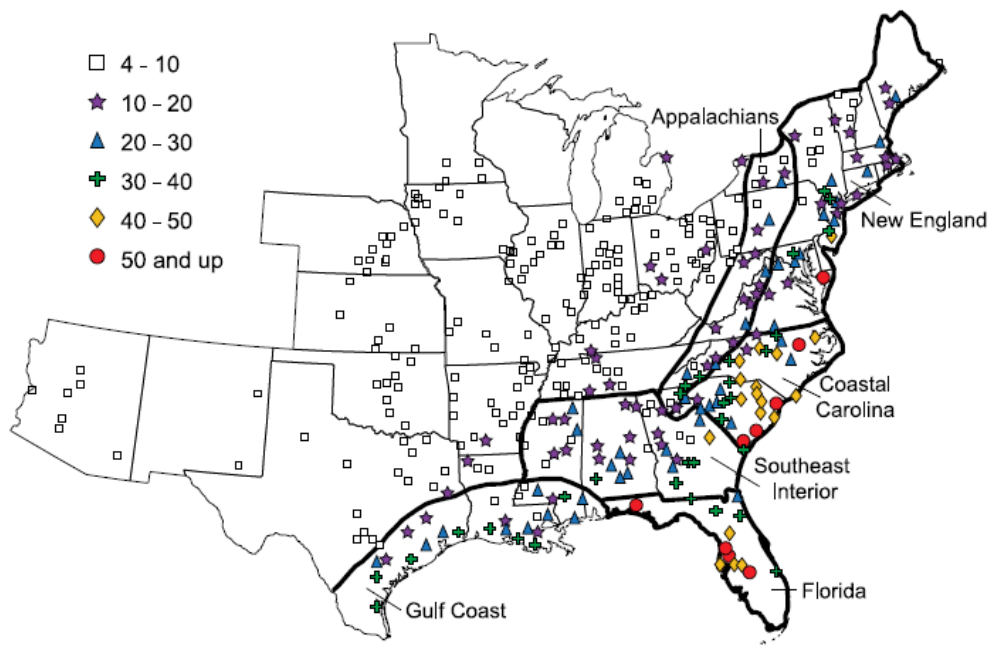 4 - 10
10 - 20
20 - 30
30 - 40
40 - 50
50 and up
Appalachians
New England
Coastal
Carolina
Southeast
Interior
Florida
Gulf Coast